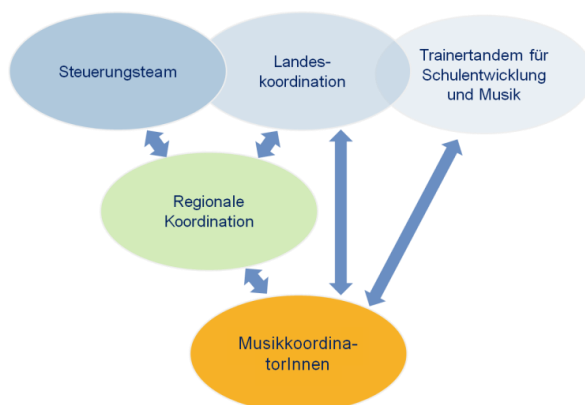 Steuerungsteam
Landes-
koordination
Trainertandem für
Schulentwicklung
und Musik
Regionale
Koordination
Musikkoordina-
torInnen